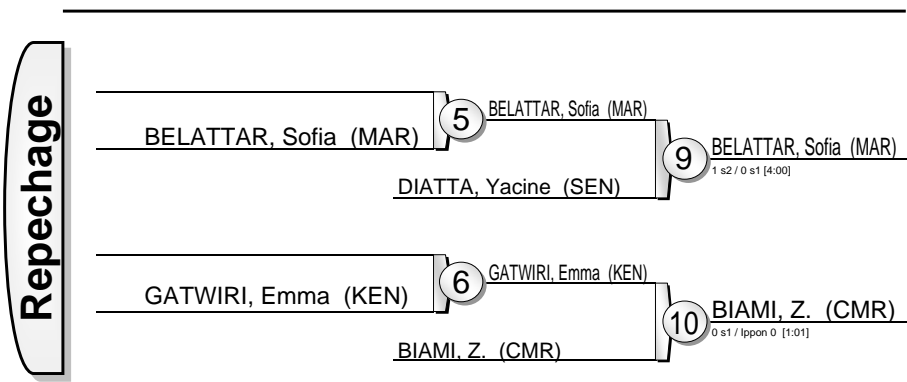 Repechage
BELATTAR, Sofia (MAR)
5
BELATTAR, Sofia (MAR)
DIATTA, Yacine (SEN)
9
BELATTAR, Sofia (MAR)
1 s2 / 0 s1 [4:00]
GATWIRI, Emma (KEN)
6
GATWIRI, Emma (KEN)
BIAMI, Z. (CMR)
10
BIAMI, Z. (CMR)
0 s1 / Ippon 0 [1:01]